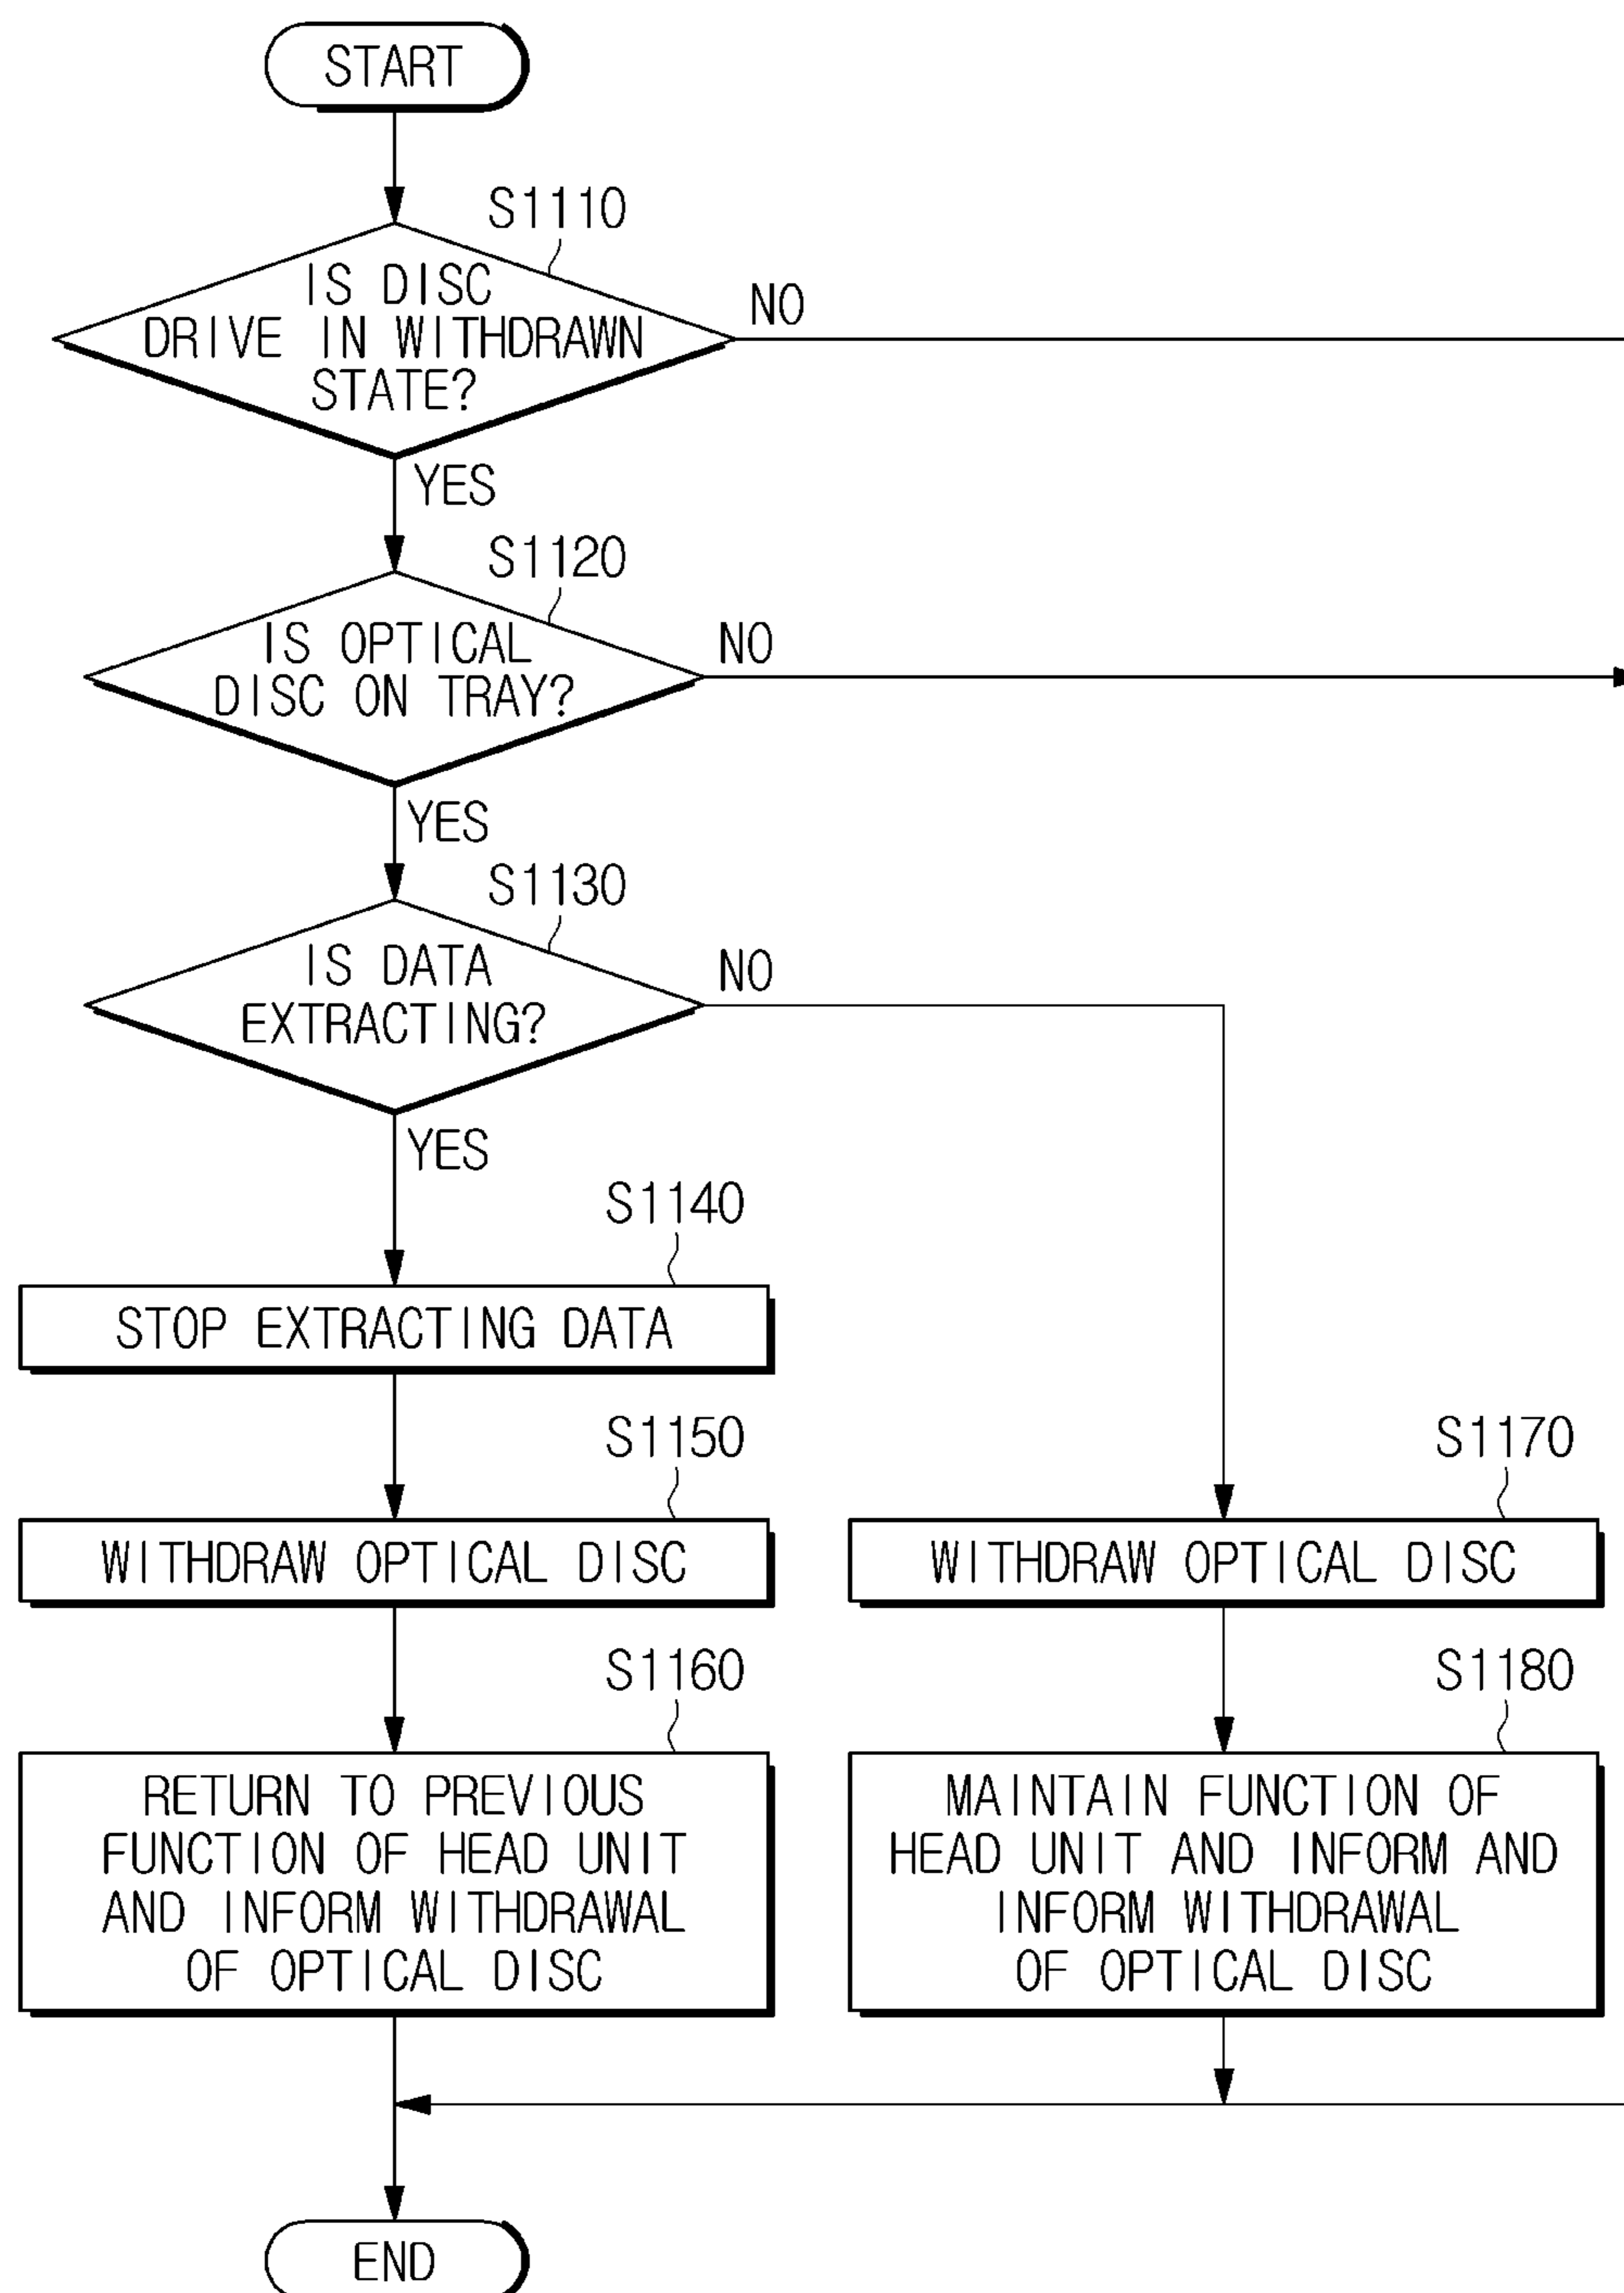 START
S1110
IS DISC
DRIVE IN WITHDRAWN
STATE?
NO
YES
S1120
IS OPTICAL
DISC ON TRAY?
NO
YES
S1130
IS DATA
EXTRACTING?
NO
YES
S1140
STOP EXTRACTING DATA
S1150
WITHDRAW OPTICAL DISC
S1170
WITHDRAW OPTICAL DISC
S1160
RETURN TO PREVIOUS
FUNCTION OF HEAD UNIT
AND INFORM WITHDRAWAL
OF OPTICAL DISC
S1180
MAINTAIN FUNCTION OF
HEAD UNIT AND INFORM AND
INFORM WITHDRAWAL
OF OPTICAL DISC
END